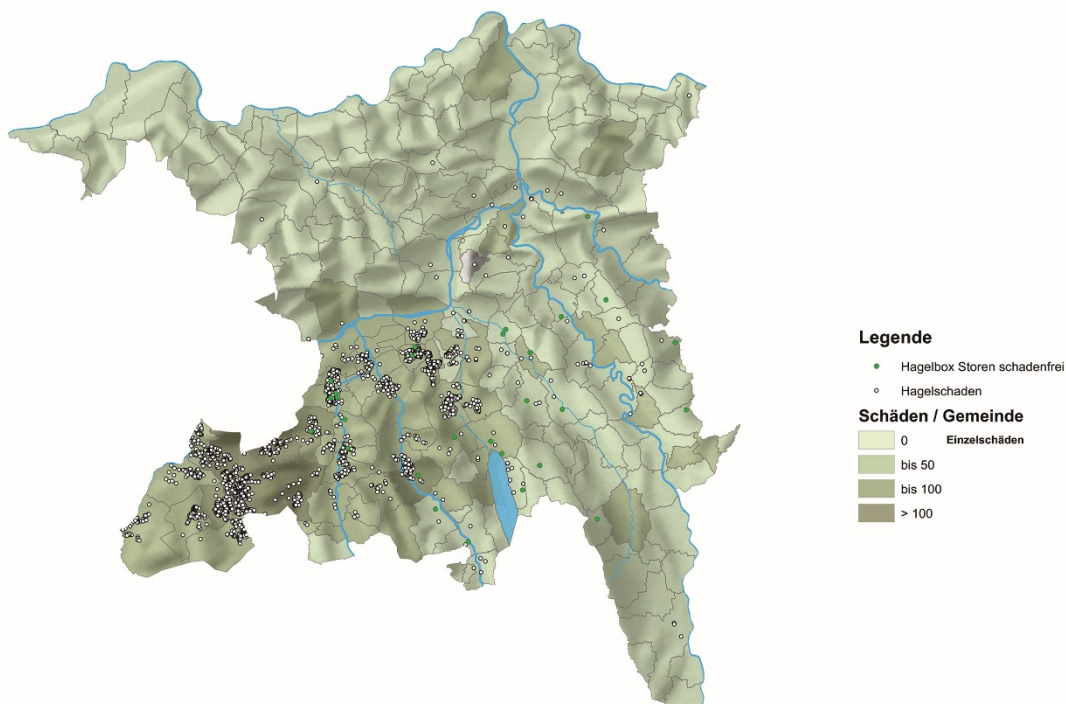 Legende
Hagelbox Storen schadenfrei
Hagelschaden
Schäden / Gemeinde
0 Einzelschäden
bis 50
bis 100
> 100